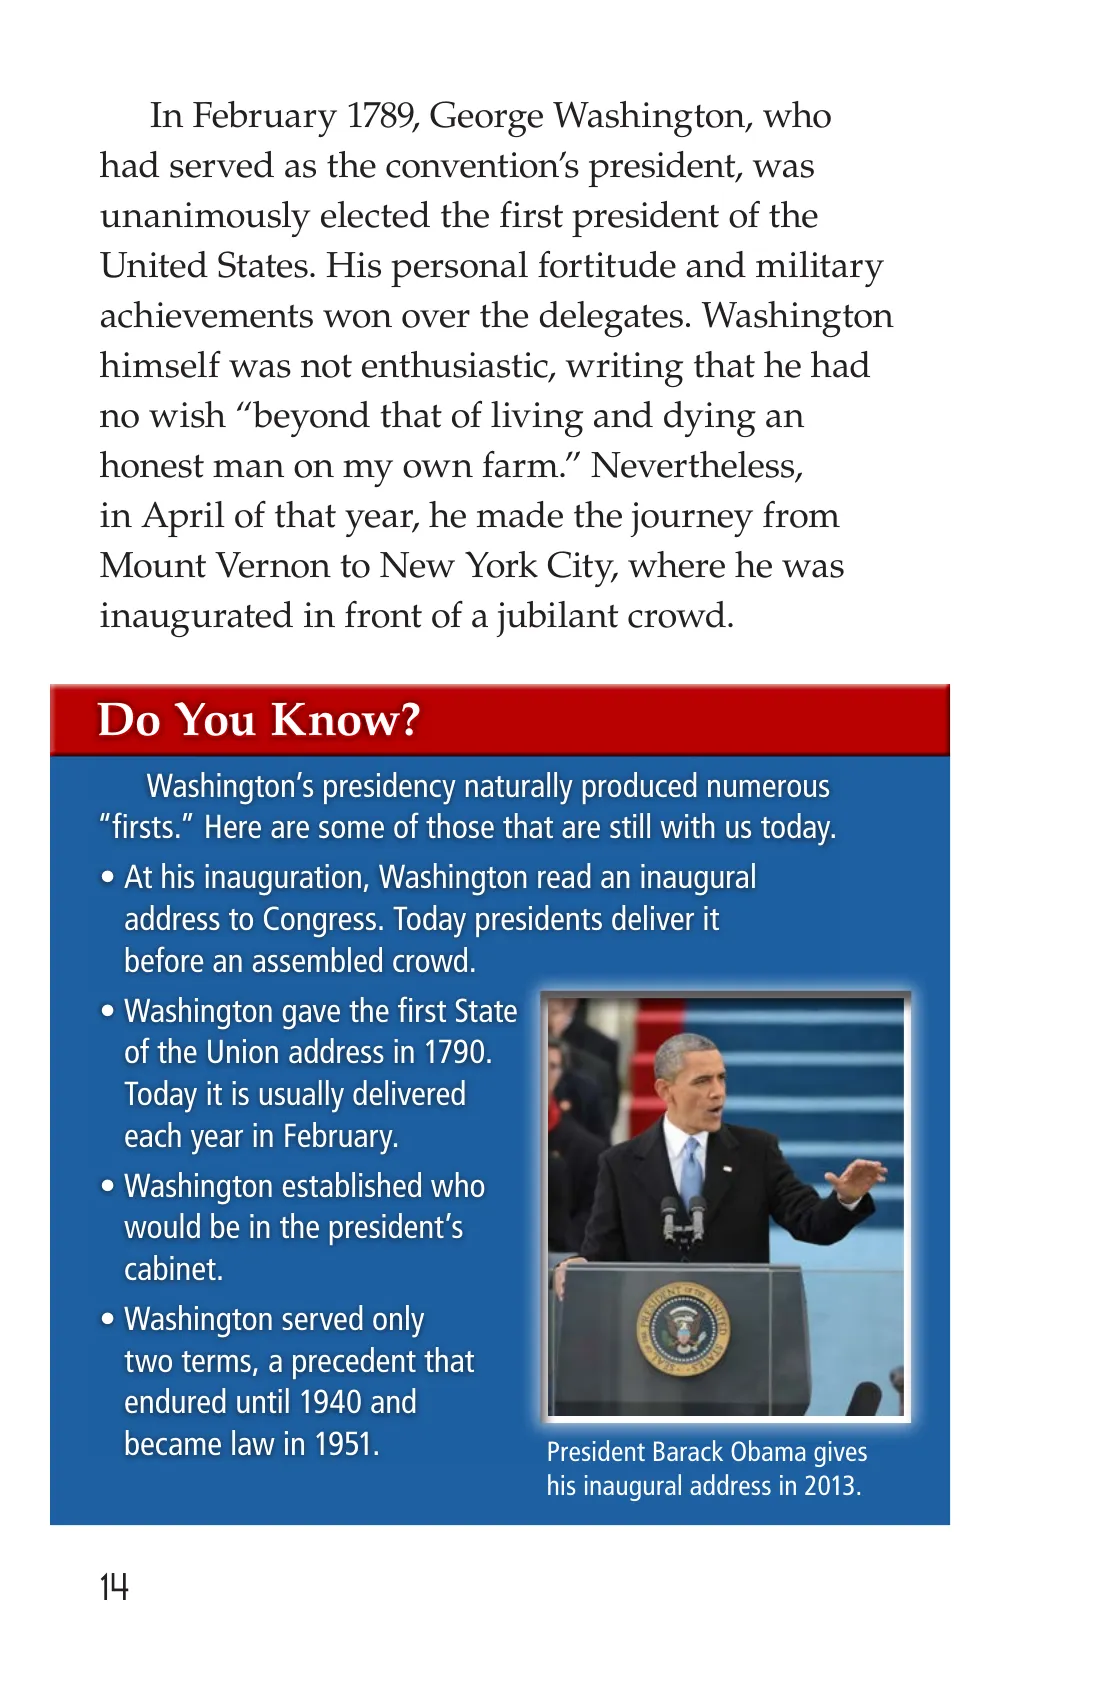 In February 1789, George Washington, who
had served as the convention’s president, was
unanimously elected the first president of the
United States. His personal fortitude and military
achievements won over the delegates. Washington
himself was not enthusiastic, writing that he had
no wish “beyond that of living and dying an
honest man on my own farm.” Nevertheless,
in April of that year, he made the journey from
Mount Vernon to New York City, where he was
inaugurated in front of a jubilant crowd.
Do You Know?
Washington’s presidency naturally produced numerous
“firsts.” Here are some of those that are still with us today.
• At his inauguration, Washington read an inaugural
address to Congress. Today presidents deliver it
before an assembled crowd.
• Washington gave the first State
of the Union address in 1790.
Today it is usually delivered
each year in February.
• Washington established who
would be in the president’s
cabinet.
• Washington served only
two terms, a precedent that
endured until 1940 and
became law in 1951.
SEAL OF THE PRESIDENT OF THE UNITED STATES
President Barack Obama gives
his inaugural address in 2013.
14